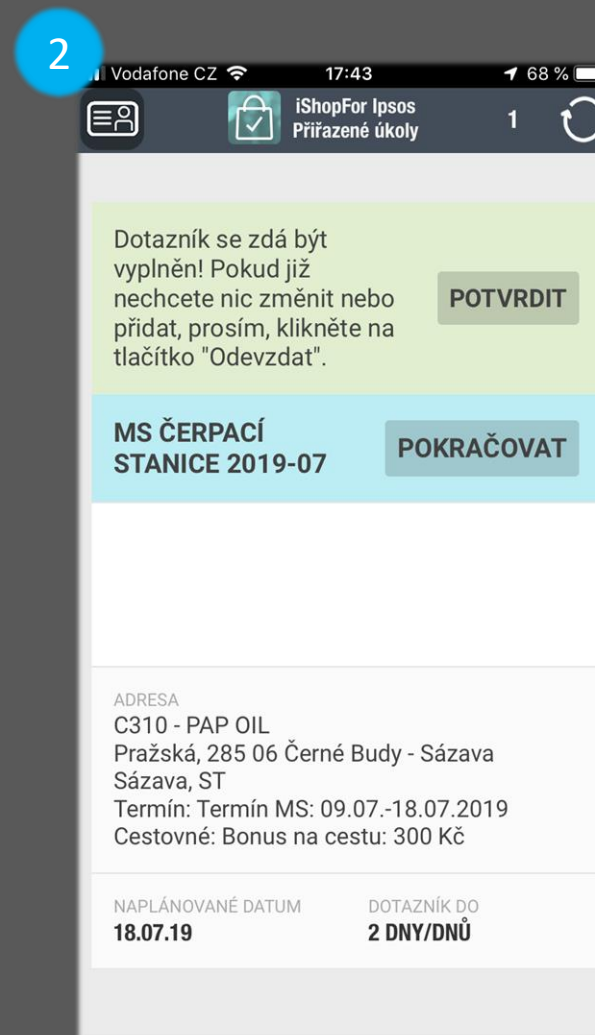 2
Vodafone CZ 17:43 68 %
iShopFor Ipsos
Přiřazené úkoly 1
Dotazník se zdá být
vyplněn! Pokud již
nechcete nic změnit nebo
přidat, prosím, klikněte na
tlačítko "Odevzdat".
POTVRDIT
MS ČERPACÍ
STANICE 2019-07
POKRAČOVAT
ADRESA
C310 - PAP OIL
Pražská, 285 06 Černé Budy - Sázava
Sázava, ST
Termín: Termín MS: 09.07.-18.07.2019
Cestovné: Bonus na cestu: 300 Kč
NAPLÁNOVANÉ DATUM DOTAZNÍK DO
18.07.19 2 DNY/DNŮ